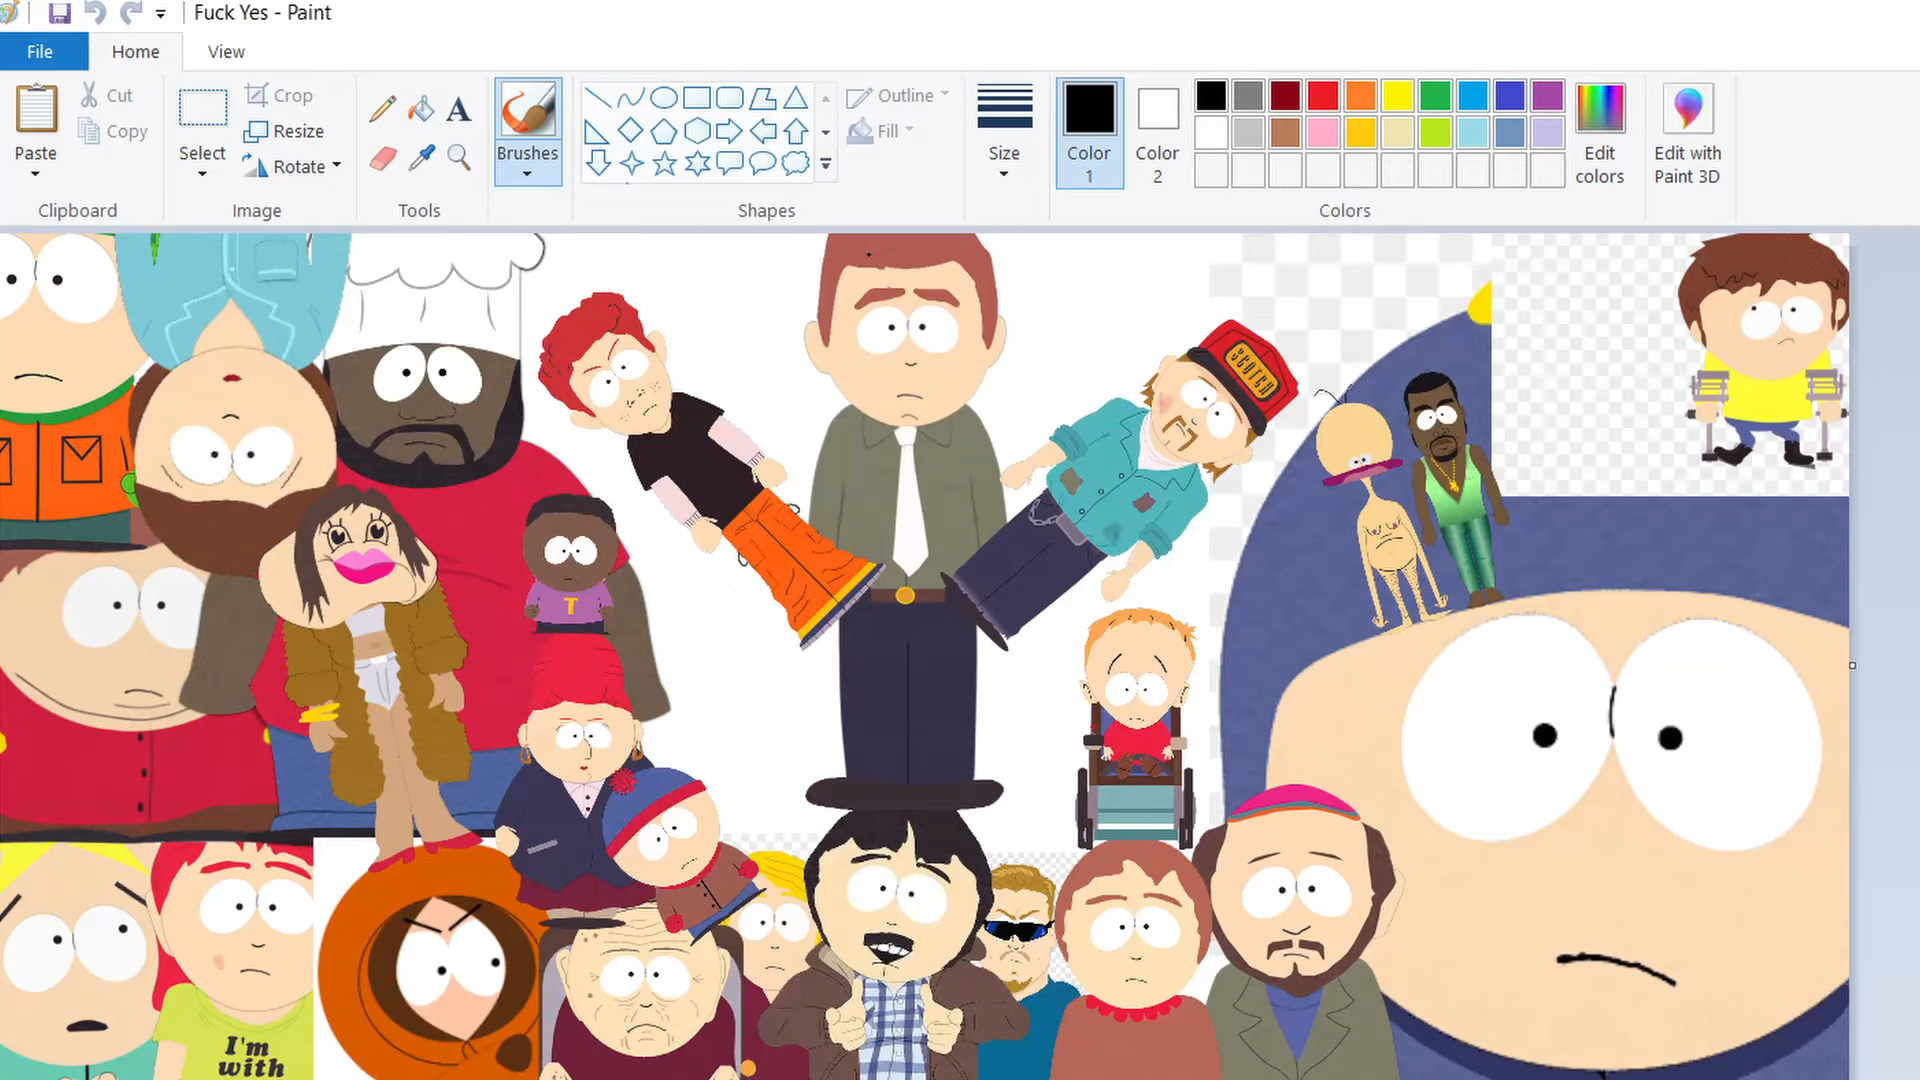 Fuck Yes - Paint
File
Home
View
Paste
Cut
Copy
Clipboard
Select
Crop
Resize
Rotate
Image
Tools
Brushes
Shapes
Outline
Fill
Size
Color
1
Color
2
Edit
colors
Colors
Edit with
Paint 3D
A
SCOTCH
T
I'm
with